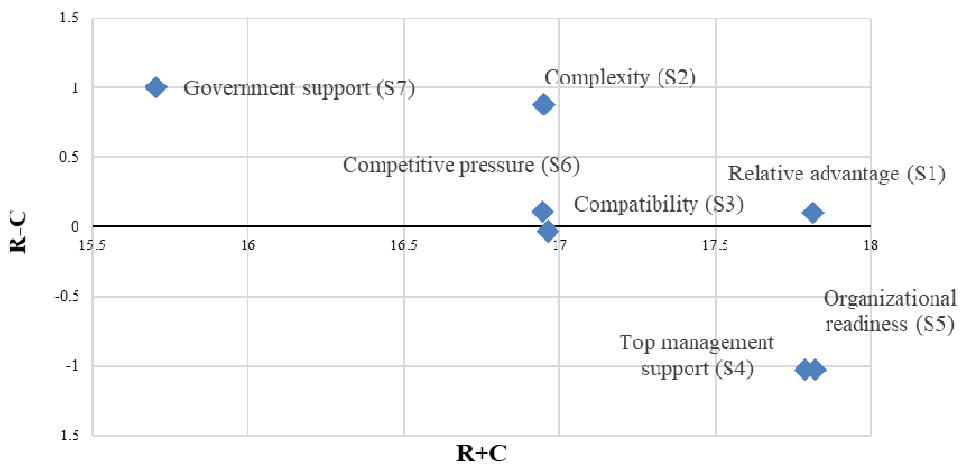 1.5
Complexity (S2)
1
Government support (S7)
0.5
Competitive pressure (S6)
Relative advantage (S1)
Compatibility (S3)
R-C
0
15.5
16
16.5
17
17.5
18
-0.5
Organizational
readiness (S5)
Top management
support (S4)
-1
1.5
R+C